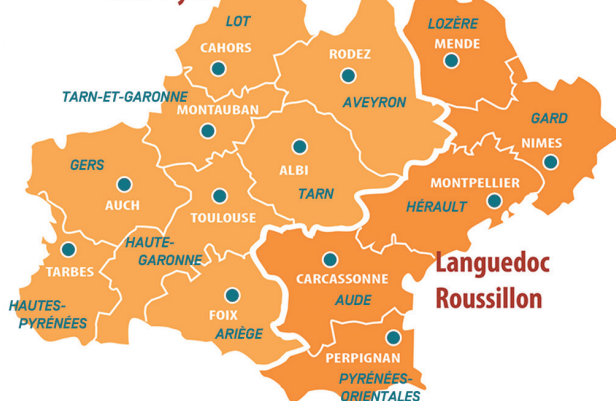 LOT
LOZÈRE
CAHORS
RODEZ
MENDE
TARN-ET-GARONNE
MONTAUBAN
AVEYRON
GARD
NIMES
GERS
ALBI
TARN
MONTPELLIER
HÉRAULT
AUCH
TOULOUSE
HAUTE-
GARONNE
TARBES
CARCASSONNE
AUDE
Languedoc
Roussillon
HAUTES-
PYRÉNÉES
FOIX
ARIÈGE
PERPIGNAN
PYRÉNÉES-
ORIENTALES